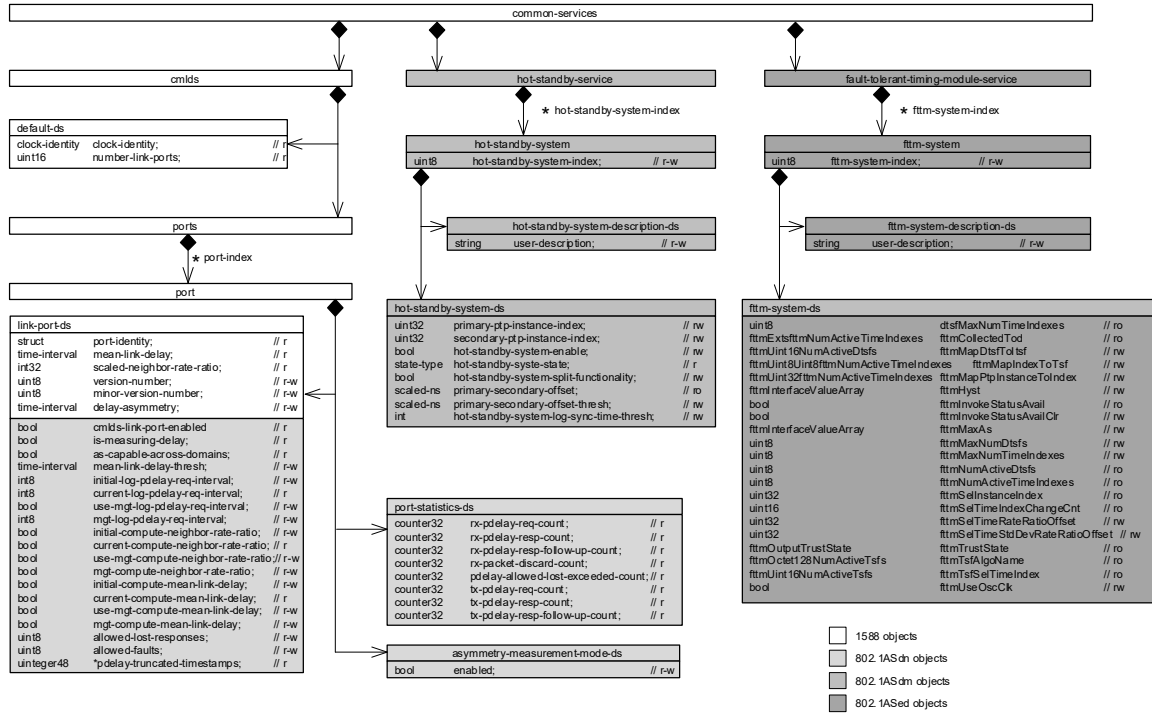 common-services
cmlds
hot-standby-service
fault-tolerant-timing-module-service
* hot-standby-system-index
* fttm-system-index
default-ds
clock-identity clock-identity; // r
uint16 number-link-ports; // r
hot-standby-system
uint8 hot-standby-system-index; // r-w
fttm-system
uint8 fttm-system-index; // r-w
ports
* port-index
port
hot-standby-system-description-ds
string user-description; // r-w
fttm-system-description-ds
string user-description; // r-w
link-port-ds
struct port-identity; // r
time-interval mean-link-delay; // r
int32 scaled-neighbor-rate-ratio; // r
uint8 version-number; // r-w
uint8 minor-version-number; // r-w
time-interval delay-asymmetry; // r-w
bool cmlds-link-port-enabled // r
bool is-measuring-delay; // r
bool as-capable-across-domains; // r
time-interval mean-link-delay-thresh; // r-w
int8 initial-log-pdelay-req-interval; // r-w
int8 current-log-pdelay-req-interval; // r
bool use-mgt-log-pdelay-req-interval; // r-w
int8 mgt-log-pdelay-req-interval; // r-w
bool initial-compute-neighbor-rate-ratio; // r-w
bool current-compute-neighbor-rate-ratio; // r
bool use-mgt-compute-neighbor-rate-ratio; // r-w
bool mgt-compute-neighbor-rate-ratio; // r-w
bool initial-compute-mean-link-delay; // r-w
bool current-compute-mean-link-delay; // r
bool use-mgt-compute-mean-link-delay; // r-w
bool mgt-compute-mean-link-delay; // r-w
uint8 allowed-lost-responses; // r-w
uint8 allowed-faults; // r-w
uinteger48 *pdelay-truncated-timestamps; // r
hot-standby-system-ds
uint32 primary-ptp-instance-index; // rw
uint32 secondary-ptp-instance-index; // rw
bool hot-standby-system-enable; // rw
state-type hot-standby-syste-state; // r
bool hot-standby-system-split-functionality; // rw
scaled-ns primary-secondary-offset; // ro
scaled-ns primary-secondary-offset-thresh; // rw
int hot-standby-system-log-sync-time-thresh; // rw
port-statistics-ds
counter32 rx-pdelay-req-count; // r
counter32 rx-pdelay-resp-count; // r
counter32 rx-pdelay-resp-follow-up-count; // r
counter32 rx-packet-discard-count; // r
counter32 pdelay-allowed-lost-exceeded-count; // r
counter32 tx-pdelay-req-count; // r
counter32 tx-pdelay-resp-count; // r
counter32 tx-pdelay-resp-follow-up-count; // r
asymmetry-measurement-mode-ds
bool enabled; // r-w
fttm-system-ds
uint8 dtsfMaxNumTimeIndexes // ro
fttmExtsfttmNumActiveTimeIndexes fttmCollectedTod // ro
fttmUint16NumActiveDtsfs fttmMapDtsfToItsf // rw
fttmUint8Uint8fttmNumActiveTimeIndexes fttmMapIndexToTsf // rw
fttmUint32fttmNumActiveTimeIndexes fttmMapPtpInstanceToIndex // rw
fttmInterfaceValueArray fttmHyst // rw
bool fttmInvokeStatusAvail // ro
bool fttmInvokeStatusAvailClr // rw
fttmInterfaceValueArray fttmMaxAs // rw
uint8 fttmMaxNumDtsfs // rw
uint8 fttmMaxNumTimeIndexes // rw
uint8 fttmNumActiveDtsfs // ro
uint8 fttmNumActiveTimeIndexes // ro
uint32 fttmSelInstanceIndex // ro
uint16 fttmSelTimeIndexChangeCnt // ro
uint32 fttmSelTimeRateRatioOffset // rw
uint32 fttmSelTimeStdDevRateRatioOffset // rw
fttmOutputTrustState fttmTrustState // ro
fttmOctet128NumActiveTsfs fttmTsfAlgoName // ro
fttmUint16NumActiveTsfs fttmTsfSelTimeIndex // ro
bool fttmUseOscClk // rw
1588 objects
802.1ASdn objects
802.1ASdm objects
802.1ASed objects